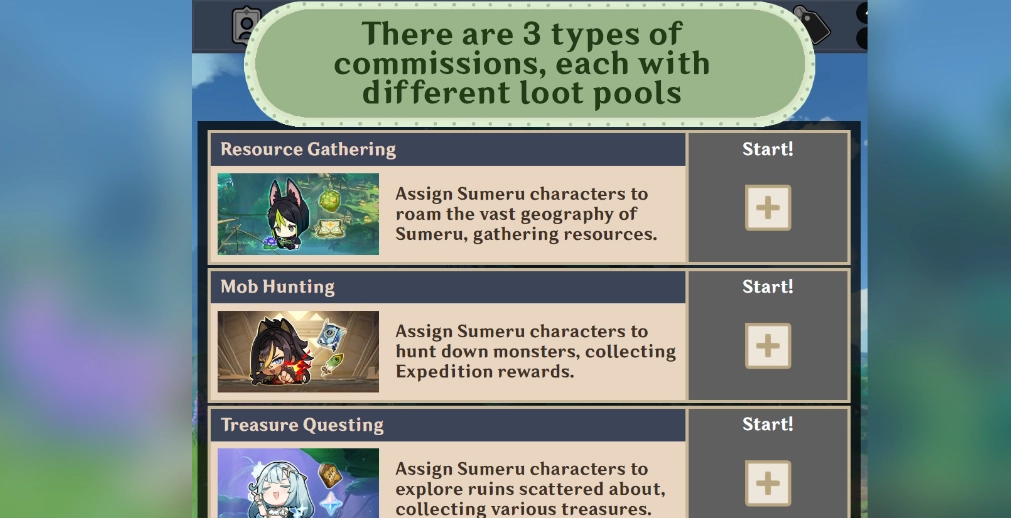 There are 3 types of
commissions, each with
different loot pools
Resource Gathering
Start!
Assign Sumeru characters to
roam the vast geography of
Sumeru, gathering resources.
Mob Hunting
Start!
Assign Sumeru characters to
hunt down monsters, collecting
Expedition rewards.
Treasure Questing
Start!
Assign Sumeru characters to
explore ruins scattered about,
collecting various treasures.